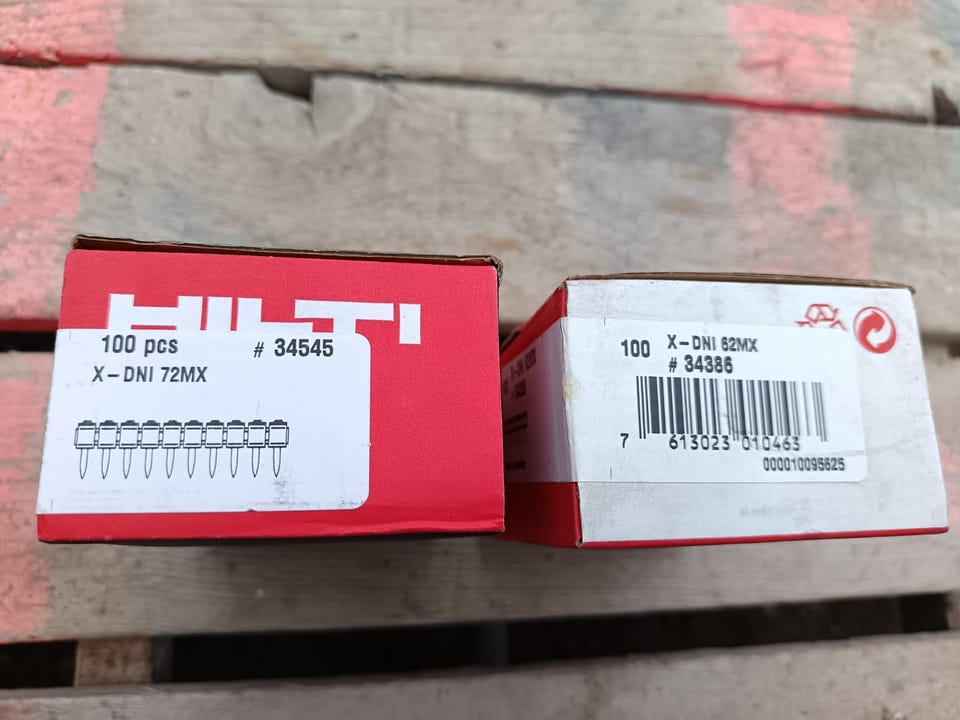 HILTI
100 pcs # 34545
X-DNI 72MX
100 X-DNI 62MX
# 34386
7 613023 010463
000010095625